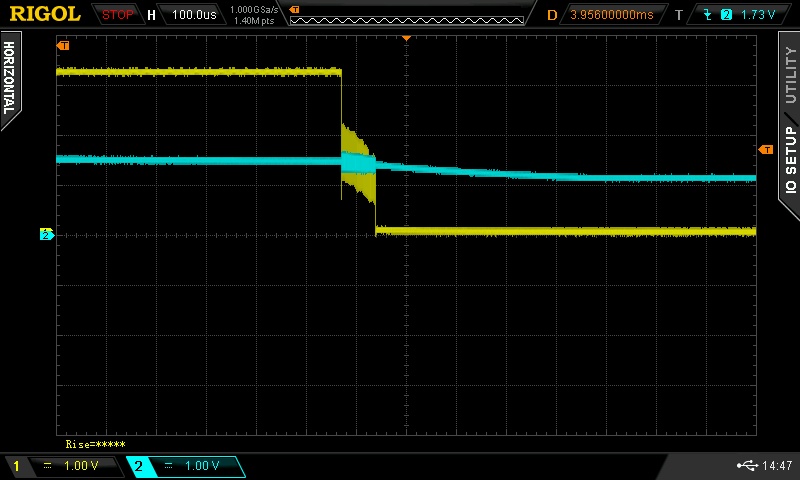 RIGOL STOP H 100.0us 1.000GSa/s 1.40M pts T D 3.95600000ms T 2 1.73 V
HORIZONTAL
UTILITY
IO SETUP
T
T
2
Rise=*****
1 1.00 V 2 1.00 V 14:47